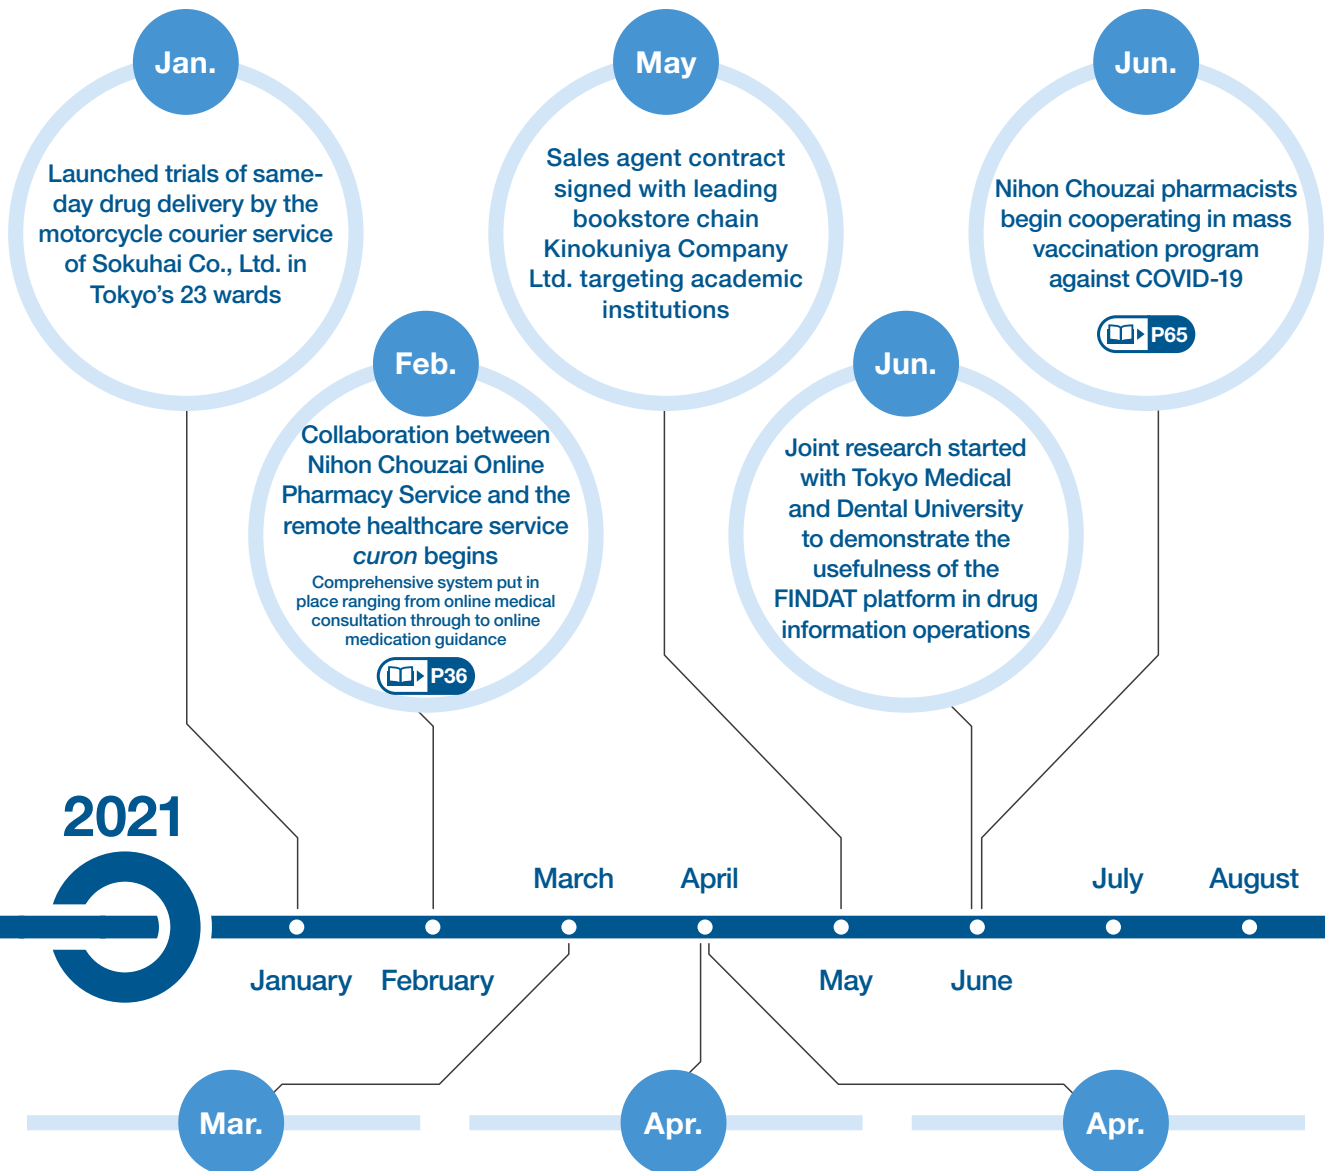 Jan.
Launched trials of same-
day drug delivery by the
motorcycle courier service
of Sokuhai Co., Ltd. in
Tokyo's 23 wards
Feb.
Collaboration between
Nihon Chouzai Online
Pharmacy Service and the
remote healthcare service
curon begins
Comprehensive system put in
place ranging from online medical
consultation through to online
medication guidance
P36
May
Sales agent contract
signed with leading
bookstore chain
Kinokuniya Company
Ltd. targeting academic
institutions
Jun.
Joint research started
with Tokyo Medical
and Dental University
to demonstrate the
usefulness of the
FINDAT platform in drug
information operations
Jun.
Nihon Chouzai pharmacists
begin cooperating in mass
vaccination program
against COVID-19
P65
2021
March
April
July
August
January
February
May
June
Mar.
Apr.
Apr.